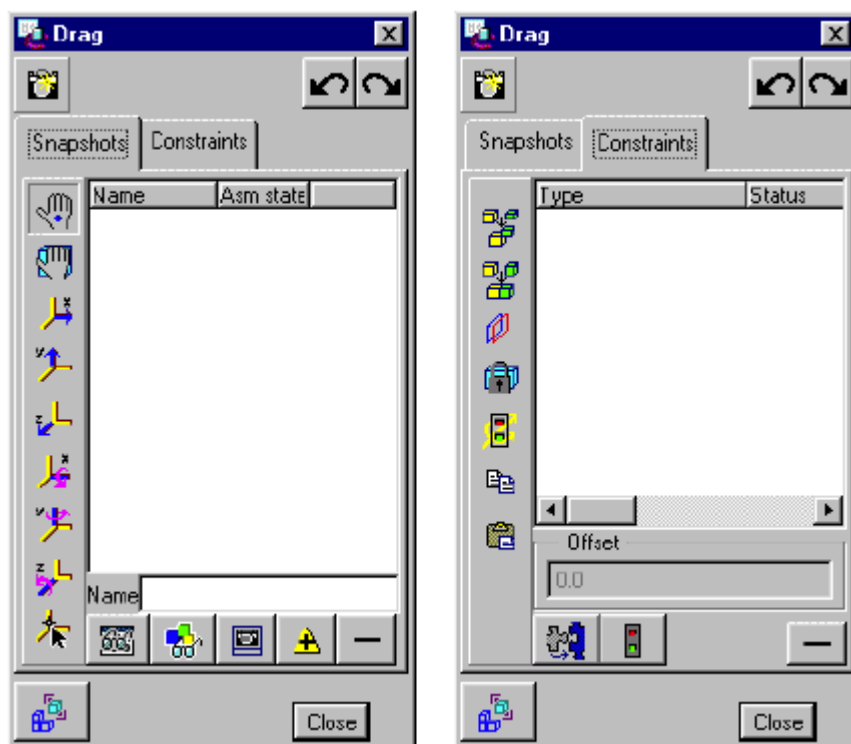 Drag
Snapshots Constraints
Name Asm state
x
y
z
x
y
z
Name
Close
Drag
Snapshots Constraints
Type Status
Offset
0.0
Close